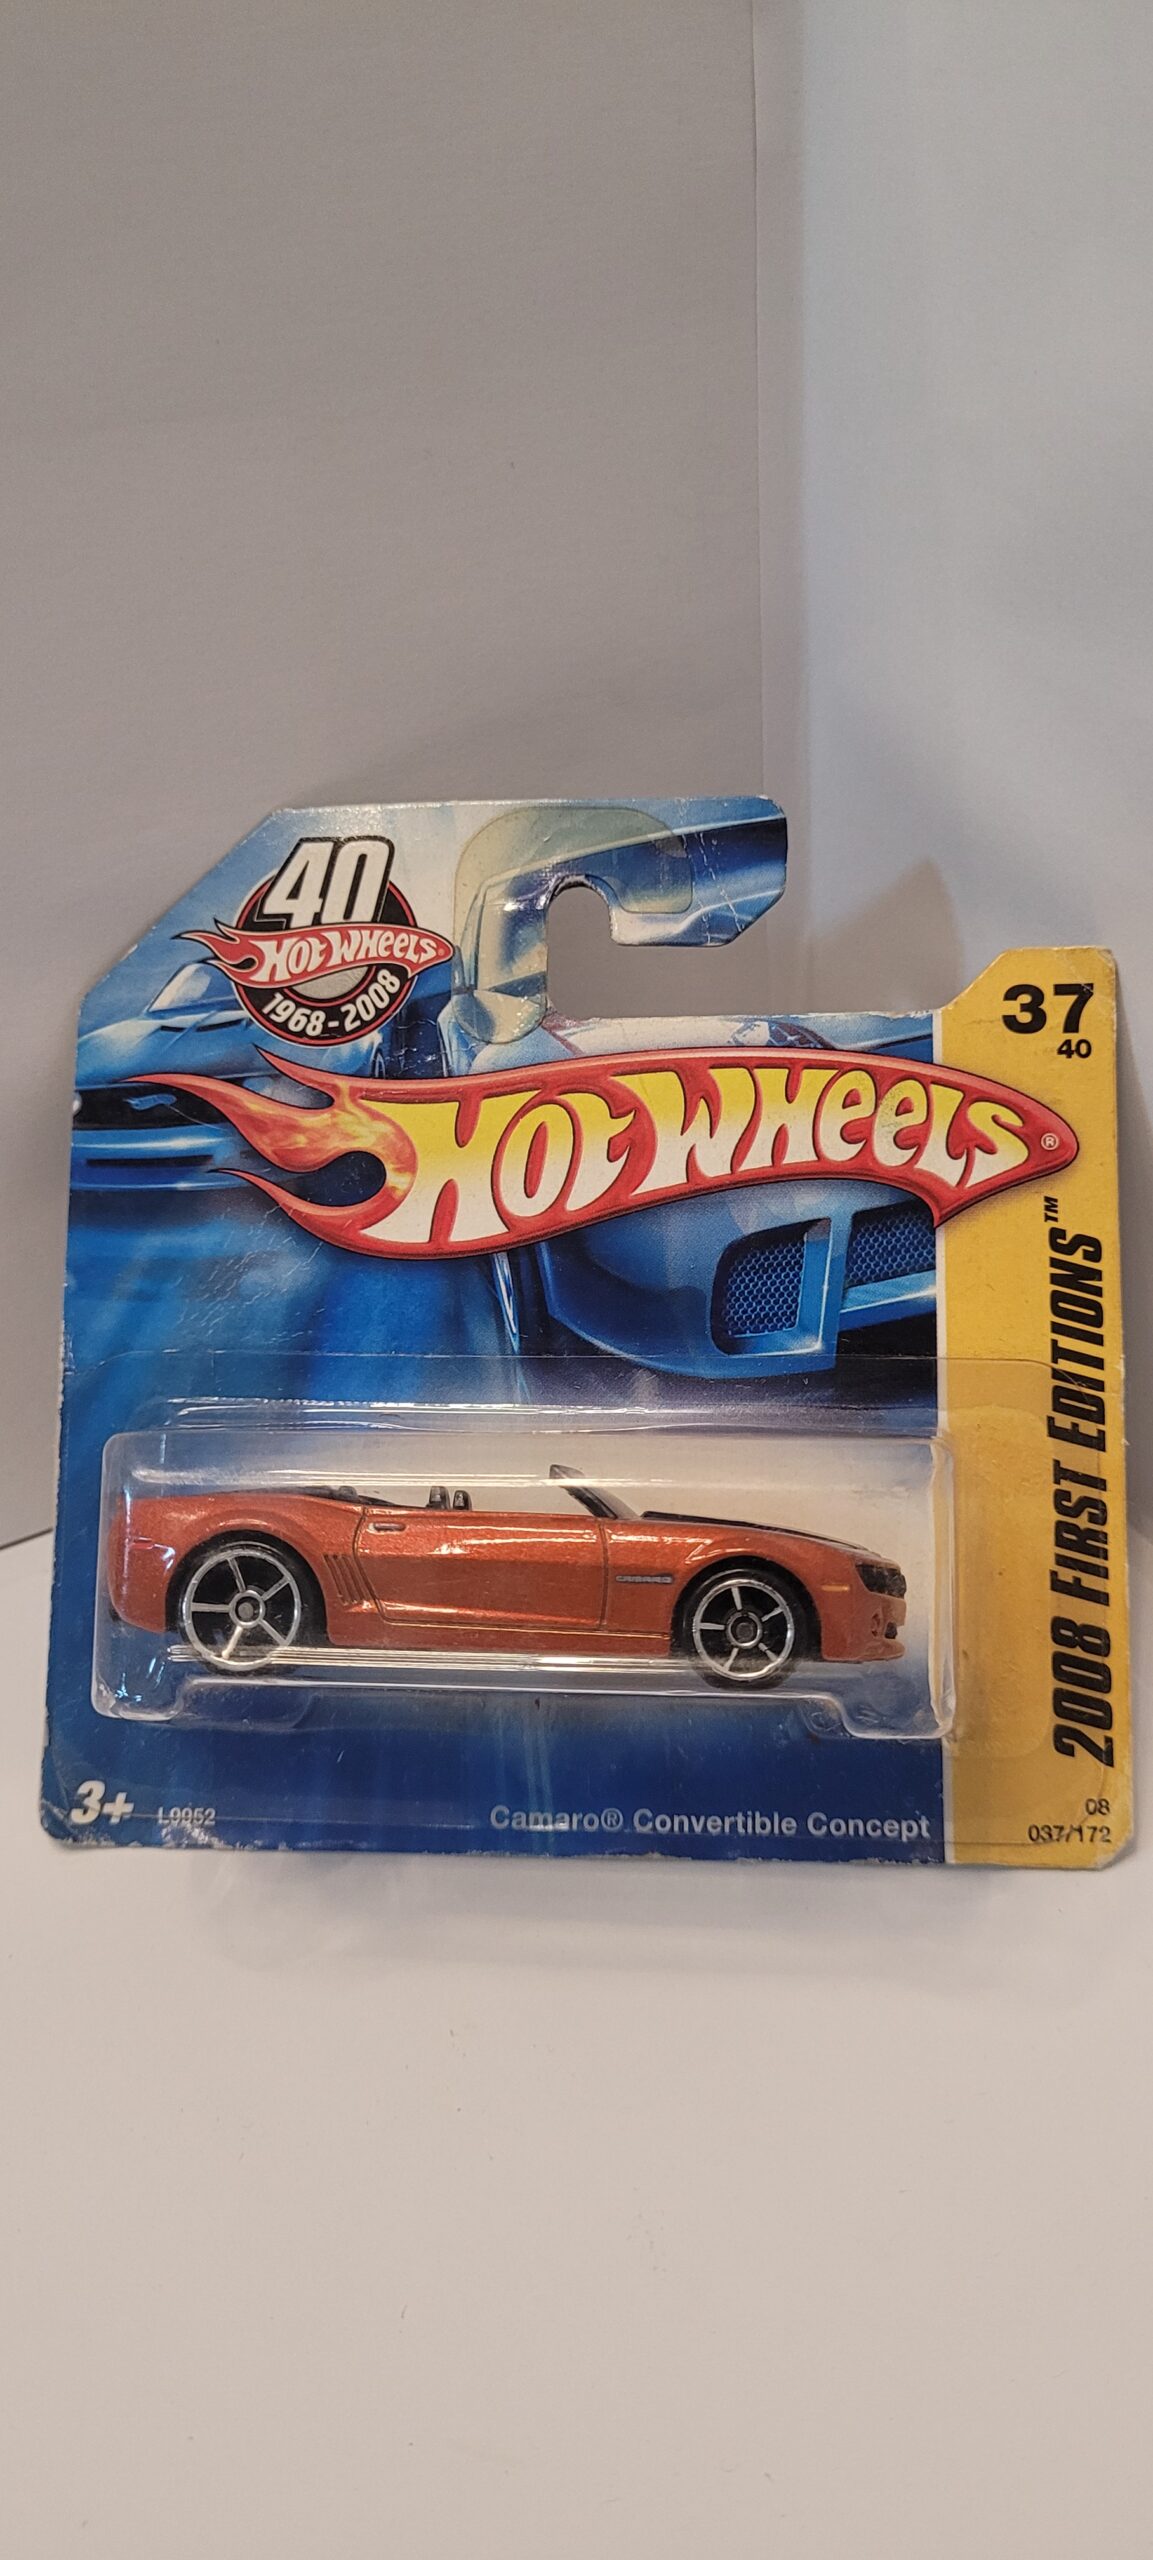 40
HOT WHEELS®
1968-2008
37
40
HOT WHEELS®
2008 FIRST EDITIONS™
CAMARO
3+ L9952
Camaro® Convertible Concept
08
037/172